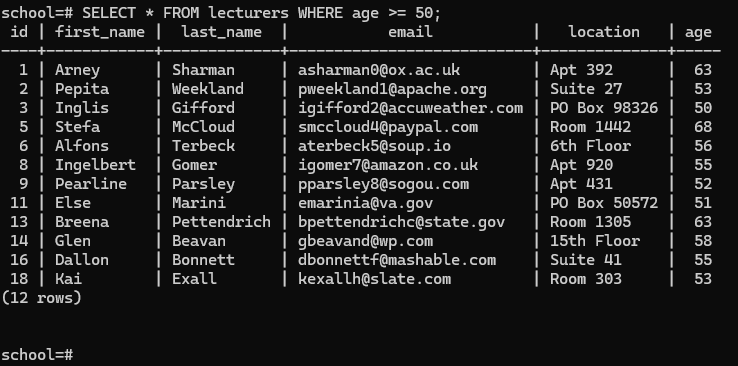 school=# SELECT * FROM lecturers WHERE age >= 50;
 id | first_name |  last_name  |           email            |   location   | age
----+------------+-------------+----------------------------+--------------+-----
  1 | Arney      | Sharman     | asharman0@ox.ac.uk         | Apt 392      |  63
  2 | Pepita     | Weekland    | pweekland1@apache.org      | Suite 27     |  53
  3 | Inglis     | Gifford     | igifford2@accuweather.com  | PO Box 98326 |  50
  5 | Stefa      | McCloud     | smccloud4@paypal.com       | Room 1442    |  68
  6 | Alfons     | Terbeck     | aterbeck5@soup.io          | 6th Floor    |  56
  8 | Ingelbert  | Gomer       | igomer7@amazon.co.uk       | Apt 920      |  55
  9 | Pearline   | Parsley     | pparsley8@sogou.com        | Apt 431      |  52
 11 | Else       | Marini      | emarinia@va.gov            | PO Box 50572 |  51
 13 | Breena     | Pettendrich | bpettendrichc@state.gov    | Room 1305    |  63
 14 | Glen       | Beavan      | gbeavand@wp.com            | 15th Floor   |  58
 16 | Dallon     | Bonnett     | dbonnettf@mashable.com     | Suite 41     |  55
 18 | Kai        | Exall       | kexallh@slate.com          | Room 303     |  53
(12 rows)
school=#